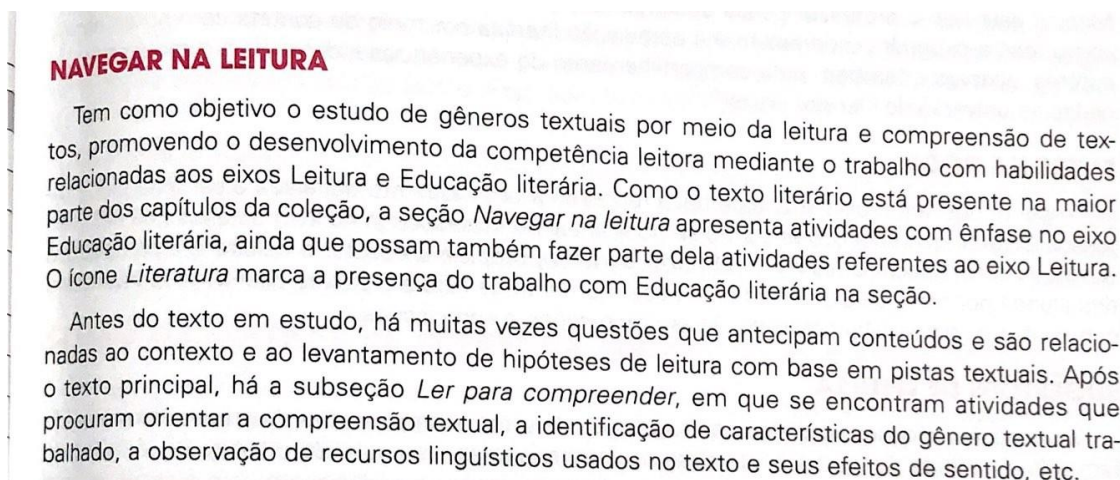 NAVEGAR NA LEITURA
Tem como objetivo o estudo de gêneros textuais por meio da leitura e compreensão de tex-
tos, promovendo o desenvolvimento da competência leitora mediante o trabalho com habilidades
relacionadas aos eixos Leitura e Educação literária. Como o texto literário está presente na maior
parte dos capítulos da coleção, a seção Navegar na leitura apresenta atividades com ênfase no eixo
Educação literária, ainda que possam também fazer parte dela atividades referentes ao eixo Leitura.
O ícone Literatura marca a presença do trabalho com Educação literária na seção.
Antes do texto em estudo, há muitas vezes questões que antecipam conteúdos e são relacio-
nadas ao contexto e ao levantamento de hipóteses de leitura com base em pistas textuais. Após
o texto principal, há a subseção Ler para compreender, em que se encontram atividades que
procuram orientar a compreensão textual, a identificação de características do gênero textual tra-
balhado, a observação de recursos linguísticos usados no texto e seus efeitos de sentido, etc.